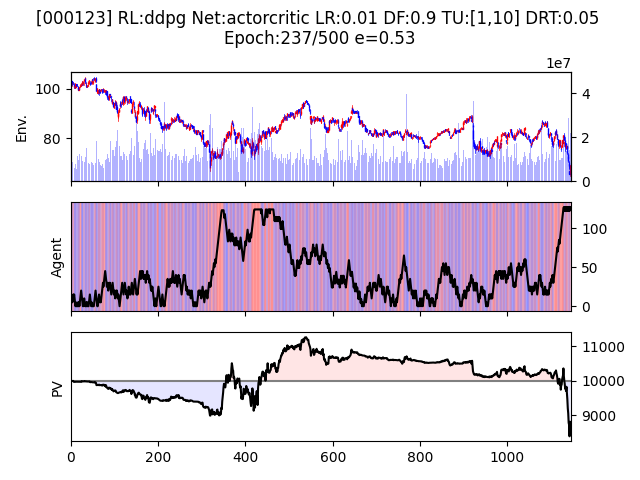 [000123] RL:ddpg Net:actorcritic LR:0.01 DF:0.9 TU:[1,10] DRT:0.05
Epoch:237/500 e=0.53
1e7
100
80
Env.
4
2
0
Agent
100
50
0
PV
11000
10000
9000
0
200
400
600
800
1000